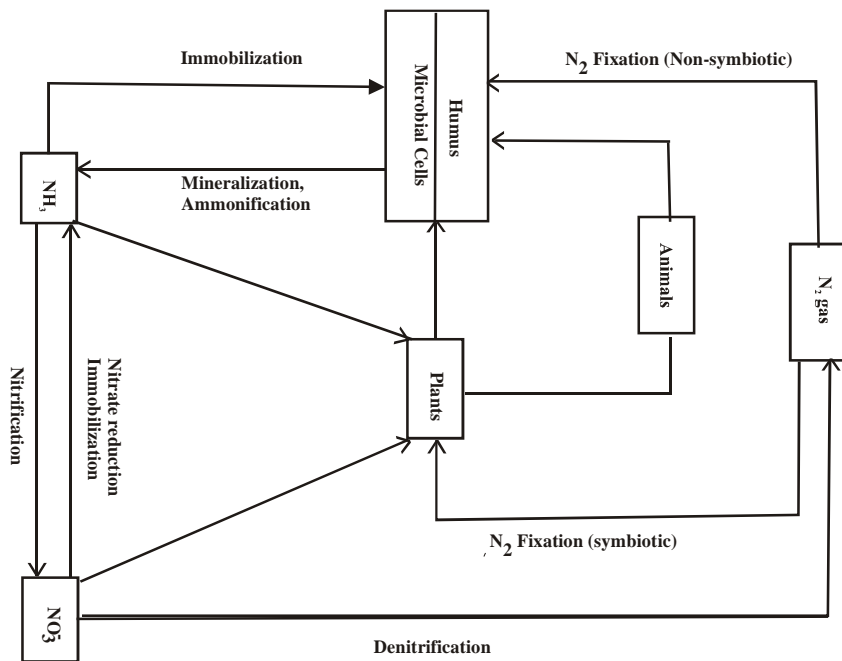 Immobilization
N2 Fixation (Non-symbiotic)
Humus
Microbial Cells
Mineralization,
Ammonification
NH3
Animals
N2 gas
Plants
Nitrification
Nitrate reduction
Immobilization
, N2 Fixation (symbiotic)
NO3-
Denitrification